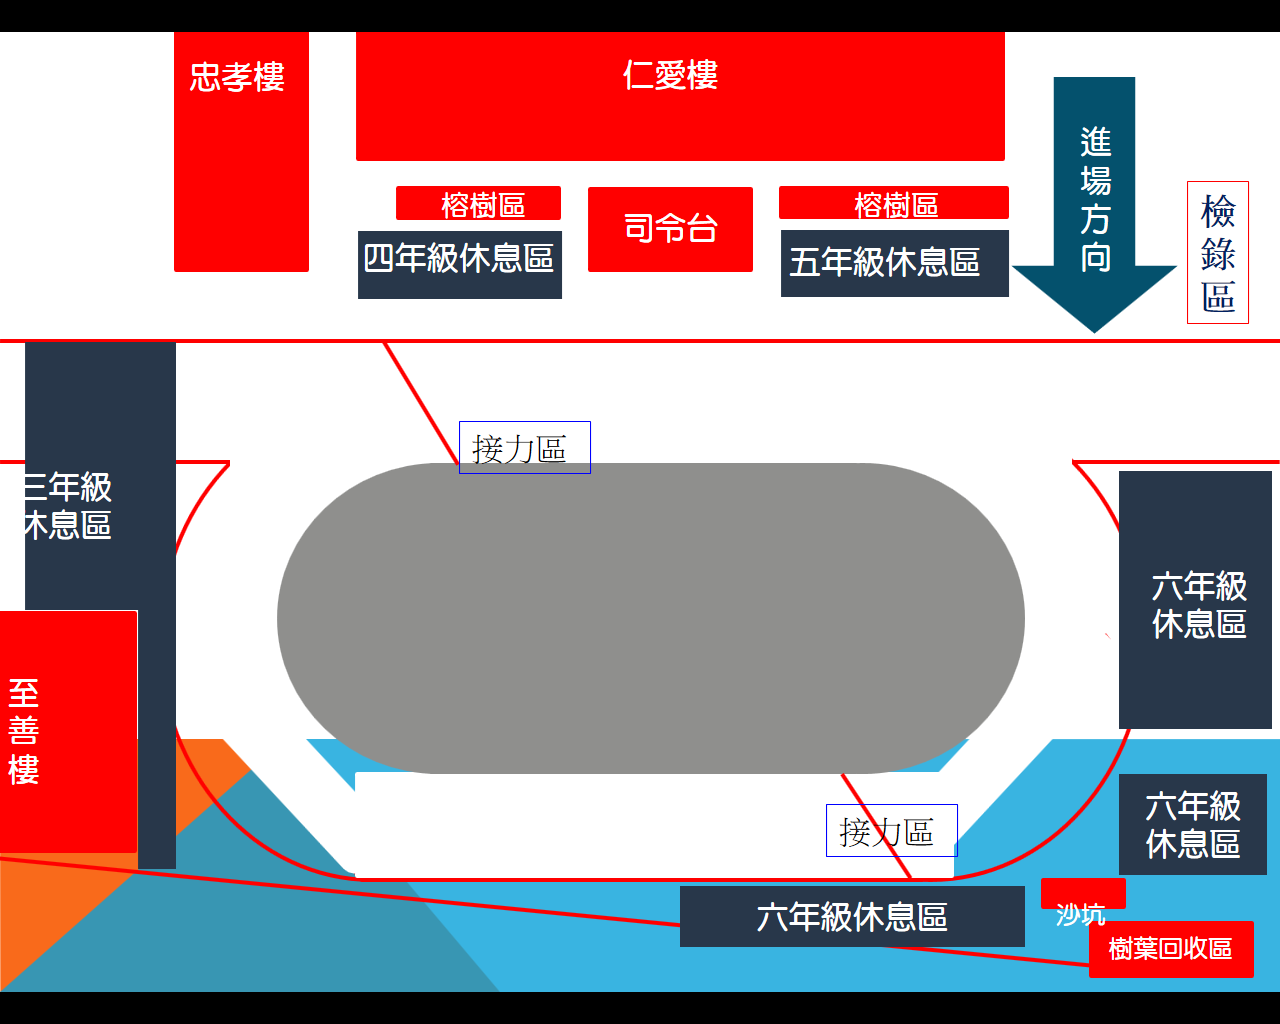 忠孝樓
仁愛樓
進
場
方
向
檢
錄
區
榕樹區
司令台
榕樹區
四年級休息區
五年級休息區
接力區
三年級
休息區
六年級
休息區
至
善
樓
接力區
六年級
休息區
六年級休息區
沙坑
樹葉回收區